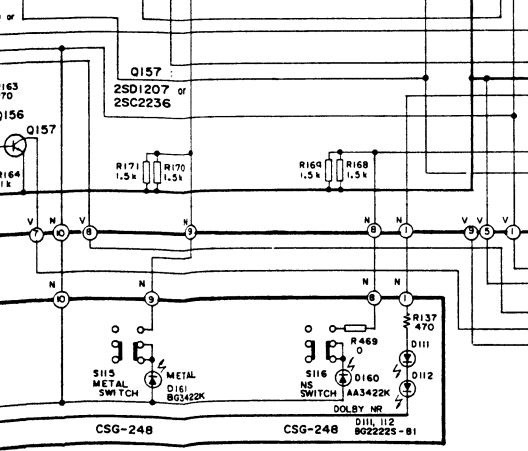 or
Q157
2SD1207 or
2SC2236
R163
Q156
Q157
R164
1k
R171
1.5k
R170
1.5k
R169
1.5k
R168
1.5k
V N V N N N V V V
7 10 8 9 8 1 9 5 1
N N N N
10 9 8 1
R137
470
R469
0
D111
D112
S115
METAL
SWITCH
METAL
D161
BG3422K
S116
NS
SWITCH
D160
AA3422K
DOLBY NR
D111, 112
BG2222S-B1
CSG-248
CSG-248